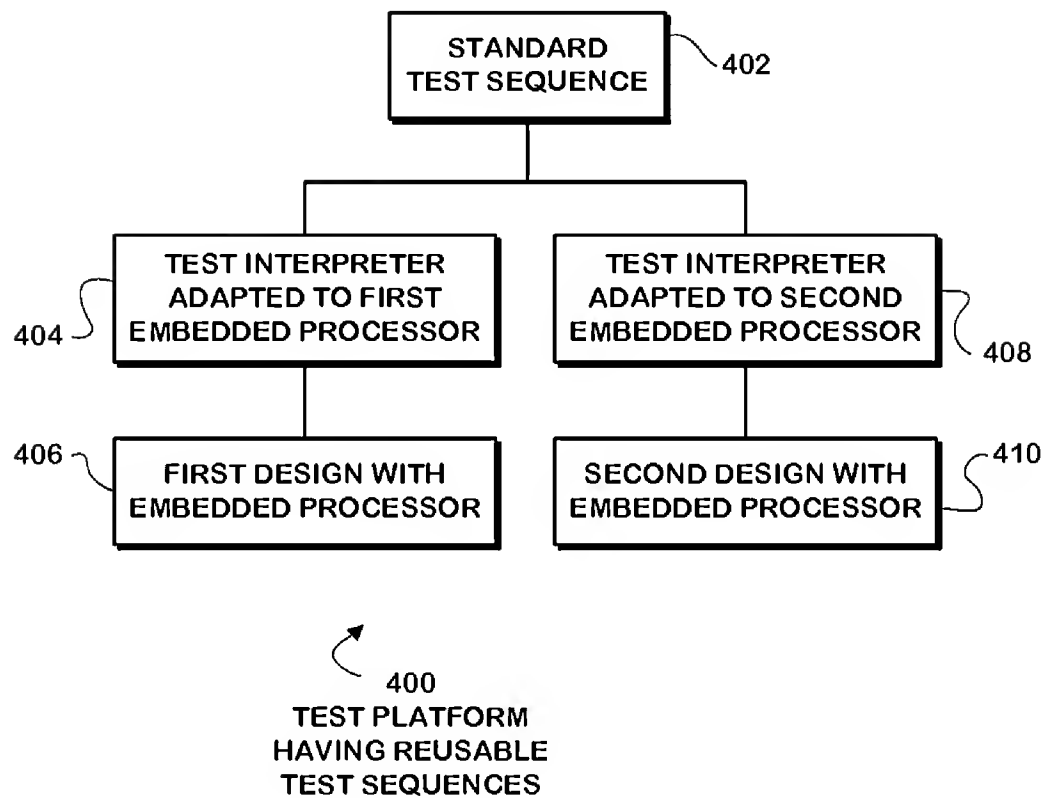 STANDARD
TEST SEQUENCE
402
TEST INTERPRETER
ADAPTED TO FIRST
EMBEDDED PROCESSOR
404
TEST INTERPRETER
ADAPTED TO SECOND
EMBEDDED PROCESSOR
408
406
FIRST DESIGN WITH
EMBEDDED PROCESSOR
SECOND DESIGN WITH
EMBEDDED PROCESSOR
410
400
TEST PLATFORM
HAVING REUSABLE
TEST SEQUENCES